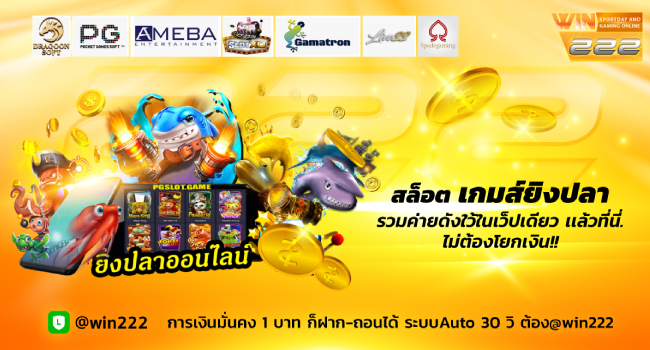 DRAGOON SOFT
PG
POCKET GAMES SOFT
AMEBA
ENTERTAINMENT
SLOT XO
Gamatron
Live22
Spadegaming
WIN
SPORTDAY AND
GAMING ONLINE
222
PGSLOT.GAME
ยิงปลาออนไลน์
สล็อต เกมส์ยิงปลา
รวมค่ายดังใว้ในเว็ปเดียว แล้วที่นี่.
ไม่ต้องโยกเงิน!!
@win222
การเงินมั่นคง 1 บาท ก็ฝาก-ถอนได้ ระบบAuto 30 วิ ต้อง@win222